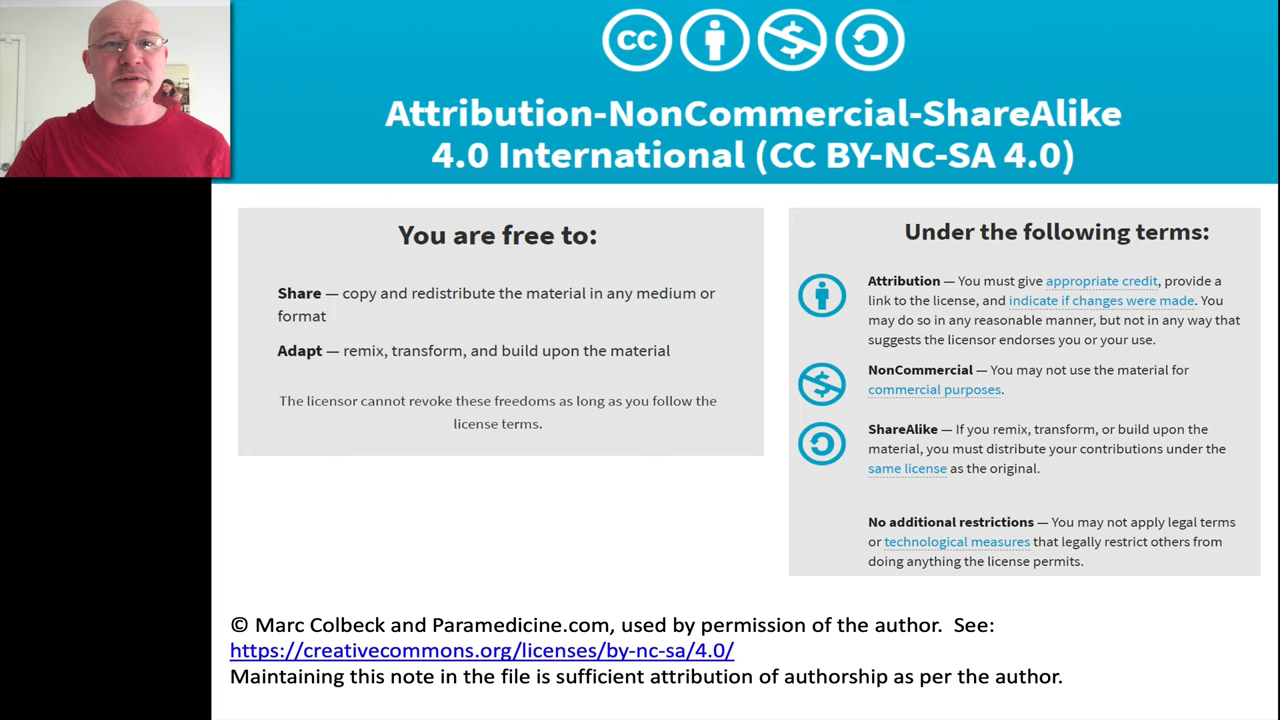 CC
Attribution-NonCommercial-ShareAlike
4.0 International (CC BY-NC-SA 4.0)
You are free to:
Share — copy and redistribute the material in any medium or
format
Adapt — remix, transform, and build upon the material
The licensor cannot revoke these freedoms as long as you follow the
license terms.
Under the following terms:
Attribution — You must give appropriate credit, provide a
link to the license, and indicate if changes were made. You
may do so in any reasonable manner, but not in any way that
suggests the licensor endorses you or your use.
NonCommercial — You may not use the material for
commercial purposes.
ShareAlike — If you remix, transform, or build upon the
material, you must distribute your contributions under the
same license as the original.
No additional restrictions — You may not apply legal terms
or technological measures that legally restrict others from
doing anything the license permits.
© Marc Colbeck and Paramedicine.com, used by permission of the author. See:
https://creativecommons.org/licenses/by-nc-sa/4.0/
Maintaining this note in the file is sufficient attribution of authorship as per the author.